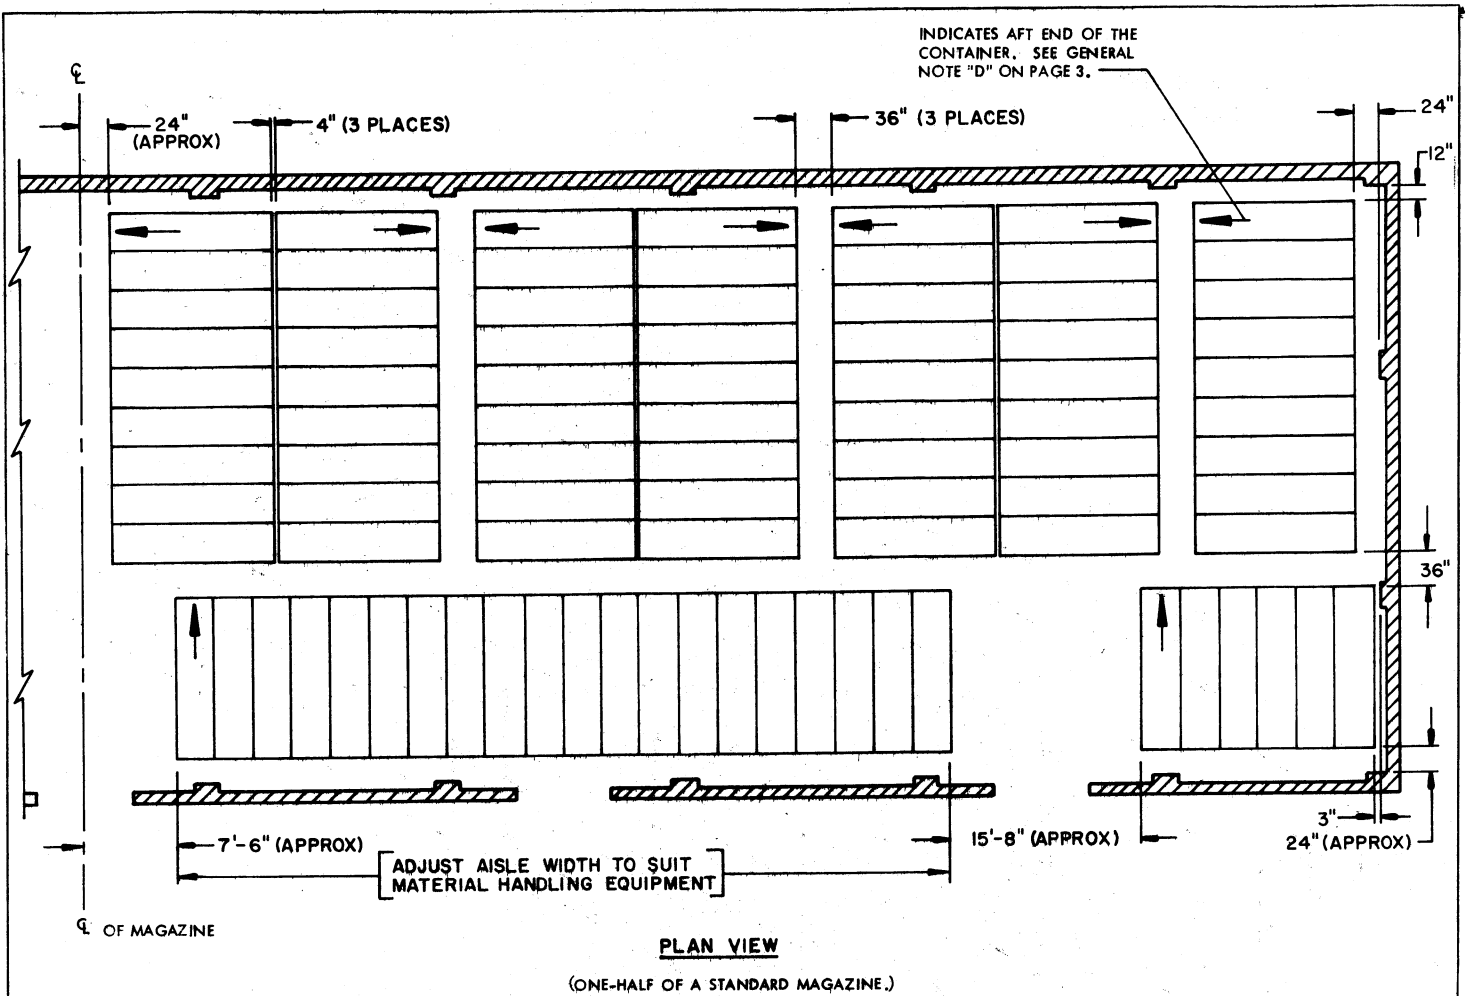 INDICATES AFT END OF THE
CONTAINER. SEE GENERAL
NOTE "D" ON PAGE 3.
℄
24"
(APPROX)
4" (3 PLACES)
36" (3 PLACES)
24"
12"
36"
3"
24" (APPROX)
7'-6" (APPROX)
15'-8" (APPROX)
ADJUST AISLE WIDTH TO SUIT
MATERIAL HANDLING EQUIPMENT
℄ OF MAGAZINE
PLAN VIEW
(ONE-HALF OF A STANDARD MAGAZINE.)